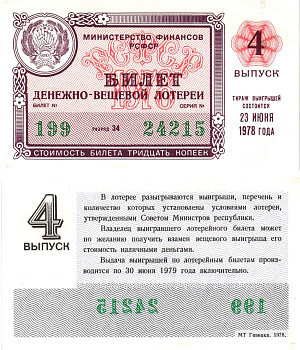 МИНИСТЕРСТВО ФИНАНСОВ
РСФСР
1978
БИЛЕТ
ДЕНЕЖНО-ВЕЩЕВОЙ ЛОТЕРЕИ
БИЛЕТ №
СЕРИЯ №
199
РАЗРЯД 34
24215
СТОИМОСТЬ БИЛЕТА ТРИДЦАТЬ КОПЕЕК
4
ВЫПУСК
ТИРАЖ ВЫИГРЫШЕЙ
СОСТОИТСЯ
23 ИЮНЯ
1978 ГОДА
4
ВЫПУСК
В лотерее разыгрываются выигрыши, перечень и
количество которых установлены условиями лотереи,
утвержденными Советом Министров республики.
Владелец выигравшего лотерейного билета может
по желанию получить взамен вещевого выигрыша его
стоимость наличными деньгами.
Выдача выигрышей по лотерейным билетам произ-
водится по 30 июня 1979 года включительно.
24215
199
МТ Гознака. 1978.